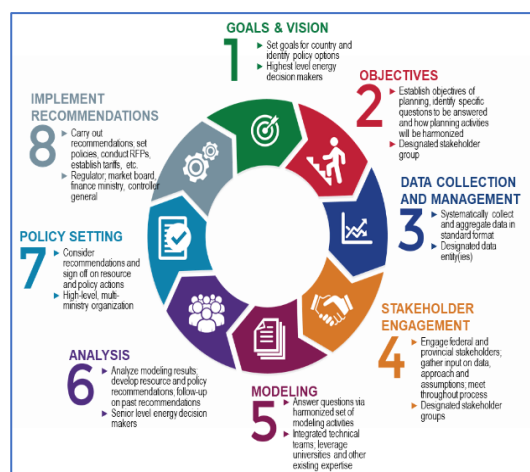 GOALS & VISION
1
Set goals for country and
identify policy options
Highest level energy
decision makers
OBJECTIVES
2
Establish objectives of
planning, identify specific
questions to be answered
and how planning activities
will be harmonized
Designated stakeholder
group
DATA COLLECTION
AND MANAGEMENT
3
Systematically collect
and aggregate data in
standard format
Designated data
entity(ies)
STAKEHOLDER
ENGAGEMENT
4
Engage federal and
provincial stakeholders;
gather input on data,
approach and
assumptions; meet
throughout process
Designated stakeholder
groups
MODELING
5
Answer questions via
harmonized set of
modeling activities
Integrated technical
teams, leverage
universities and other
existing expertise
ANALYSIS
6
Analyze modeling results;
develop resource and policy
recommendations; follow-up
on past recommendations
Senior level energy decision
makers
POLICY SETTING
7
Consider
recommendations and
sign off on resource
and policy actions
High-level, multi-
ministry organization
IMPLEMENT
RECOMMENDATIONS
8
Carry out
recommendations; set
policies, conduct RFPs,
establish tariffs, etc.
Regulator, market board,
finance ministry, controller
general